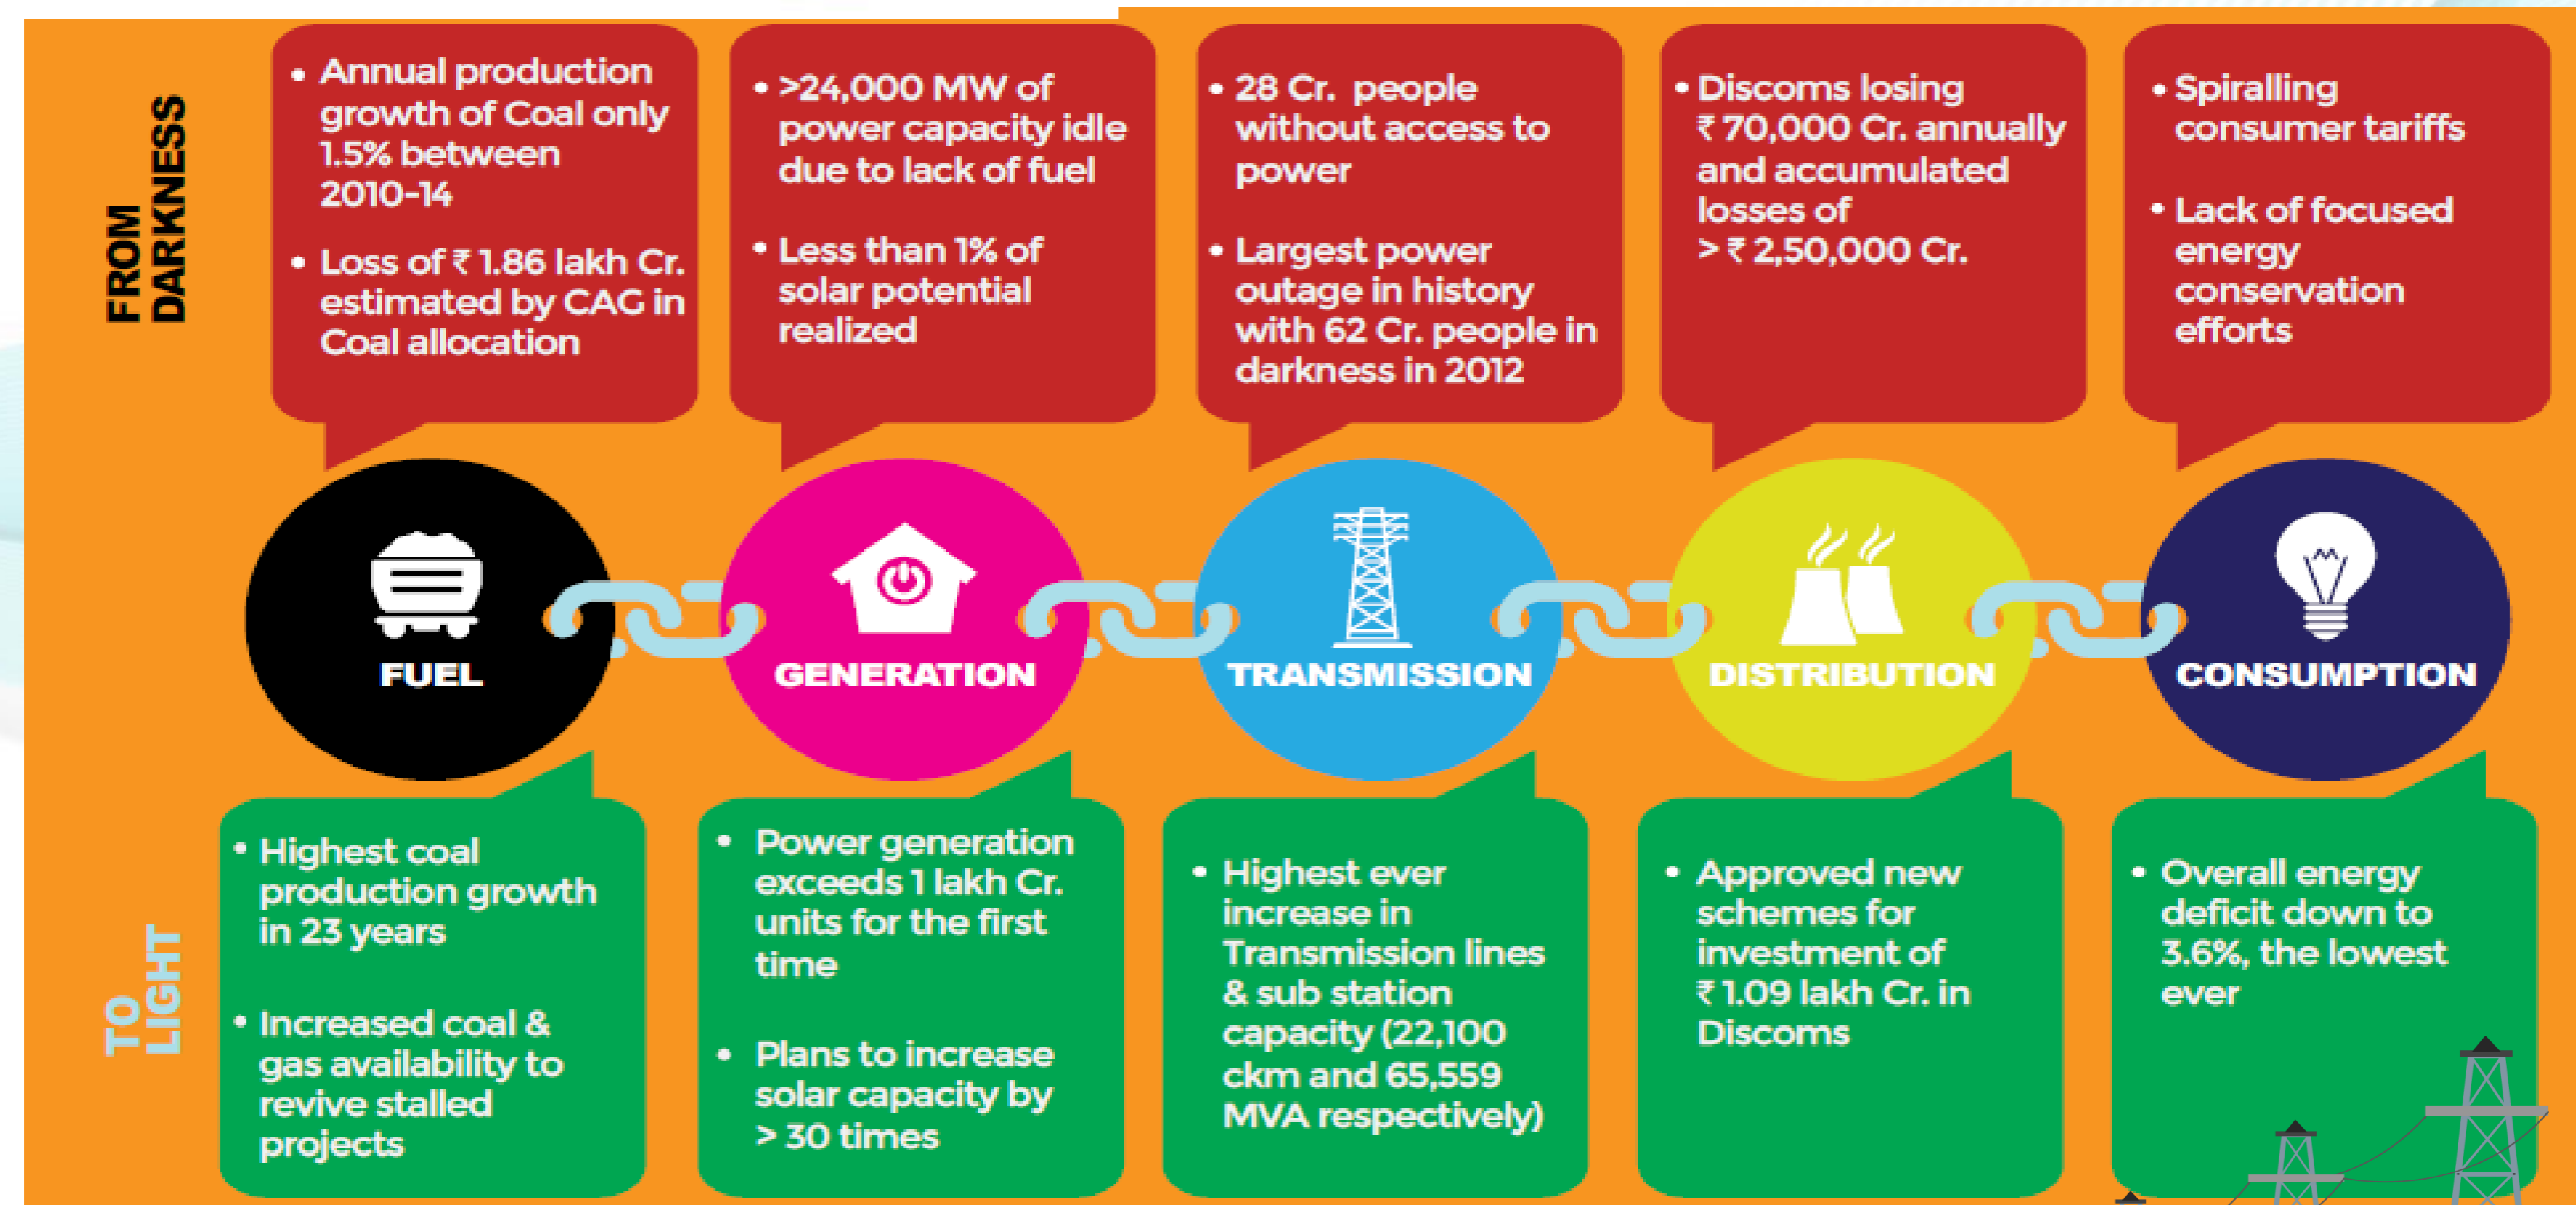 FROM
DARKNESS
• Annual production
growth of Coal only
1.5% between
2010-14
• Loss of ₹ 1.86 lakh Cr.
estimated by CAG in
Coal allocation
• >24,000 MW of
power capacity idle
due to lack of fuel
• Less than 1% of
solar potential
realized
• 28 Cr. people
without access to
power
• Largest power
outage in history
with 62 Cr. people in
darkness in 2012
• Discoms losing
₹ 70,000 Cr. annually
and accumulated
losses of
> ₹ 2,50,000 Cr.
• Spiralling
consumer tariffs
• Lack of focused
energy
conservation
efforts
FUEL
GENERATION
TRANSMISSION
DISTRIBUTION
CONSUMPTION
TO
LIGHT
• Highest coal
production growth
in 23 years
• Increased coal &
gas availability to
revive stalled
projects
• Power generation
exceeds 1 lakh Cr.
units for the first
time
• Plans to increase
solar capacity by
> 30 times
• Highest ever
increase in
Transmission lines
& sub station
capacity (22,100
ckm and 65,559
MVA respectively)
• Approved new
schemes for
investment of
₹ 1.09 lakh Cr. in
Discoms
• Overall energy
deficit down to
3.6%, the lowest
ever